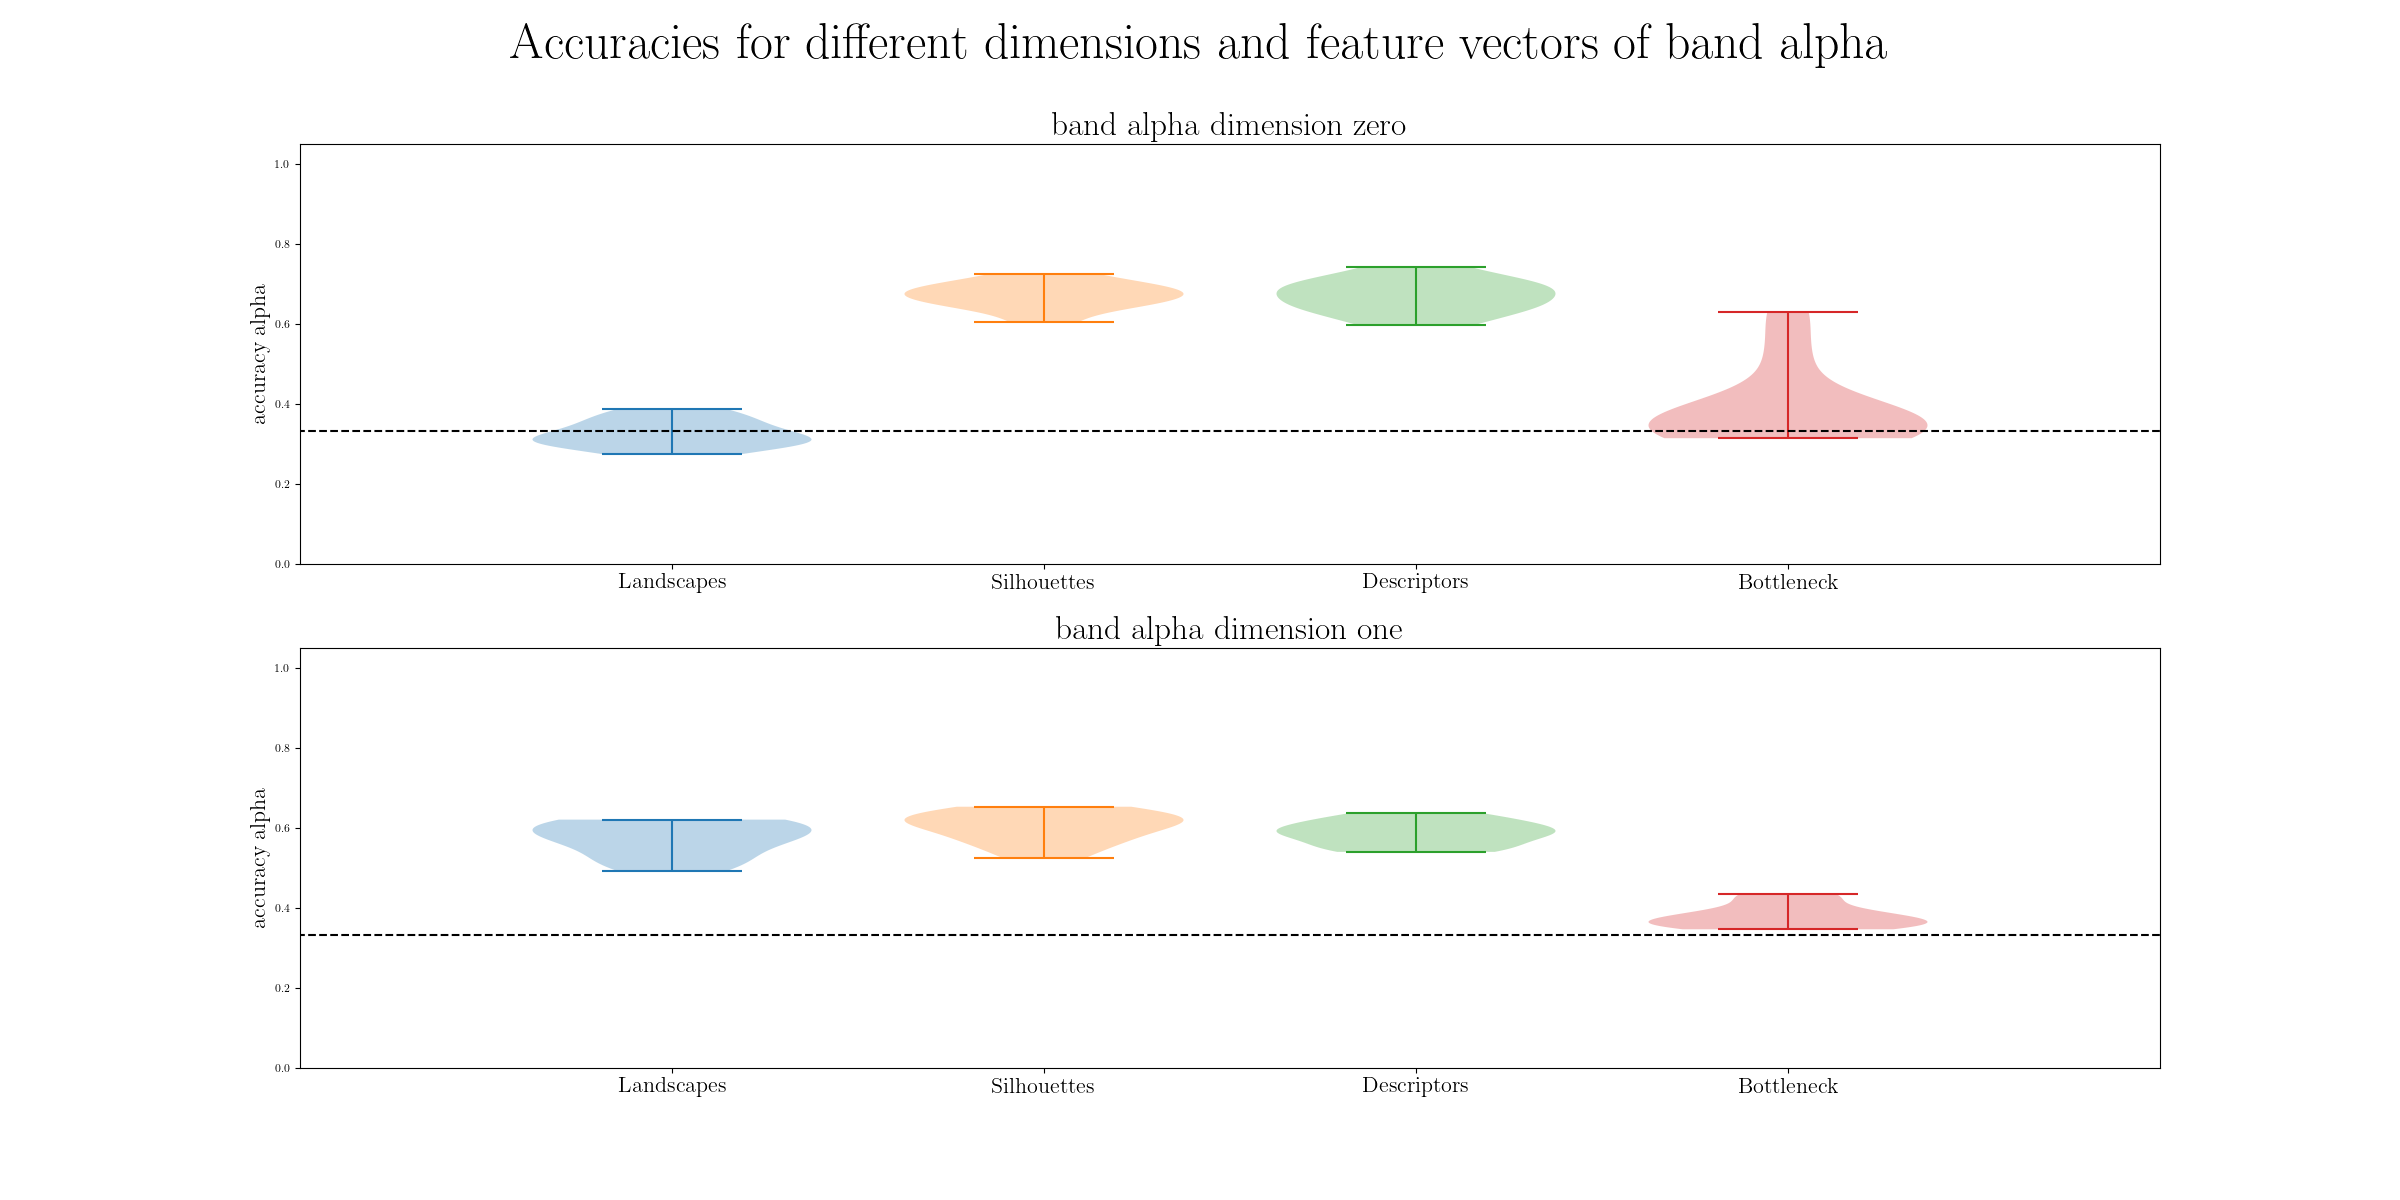 Accuracies for different dimensions and feature vectors of band alpha
band alpha dimension zero
1.0
0.8
0.6
0.4
0.2
0.0
accuracy alpha
Landscapes Silhouettes Descriptors Bottleneck
band alpha dimension one
1.0
0.8
0.6
0.4
0.2
0.0
accuracy alpha
Landscapes Silhouettes Descriptors Bottleneck